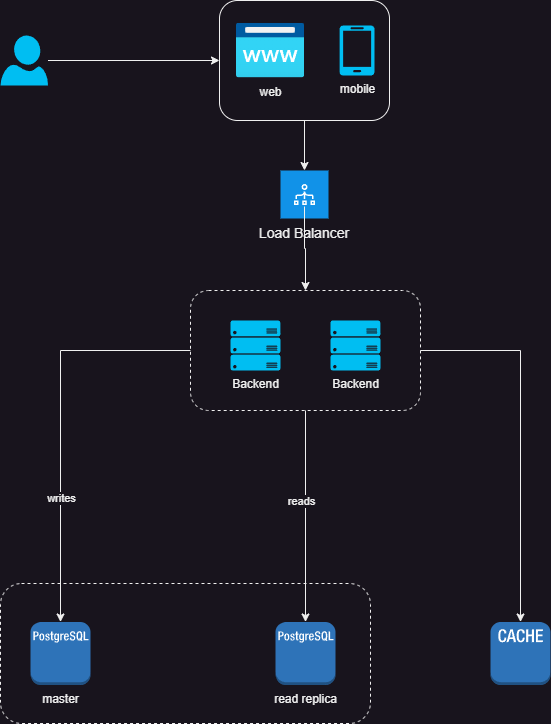 WWW
web
mobile
Load Balancer
Backend
Backend
writes
reads
PostgreSQL
PostgreSQL
CACHE
master
read replica